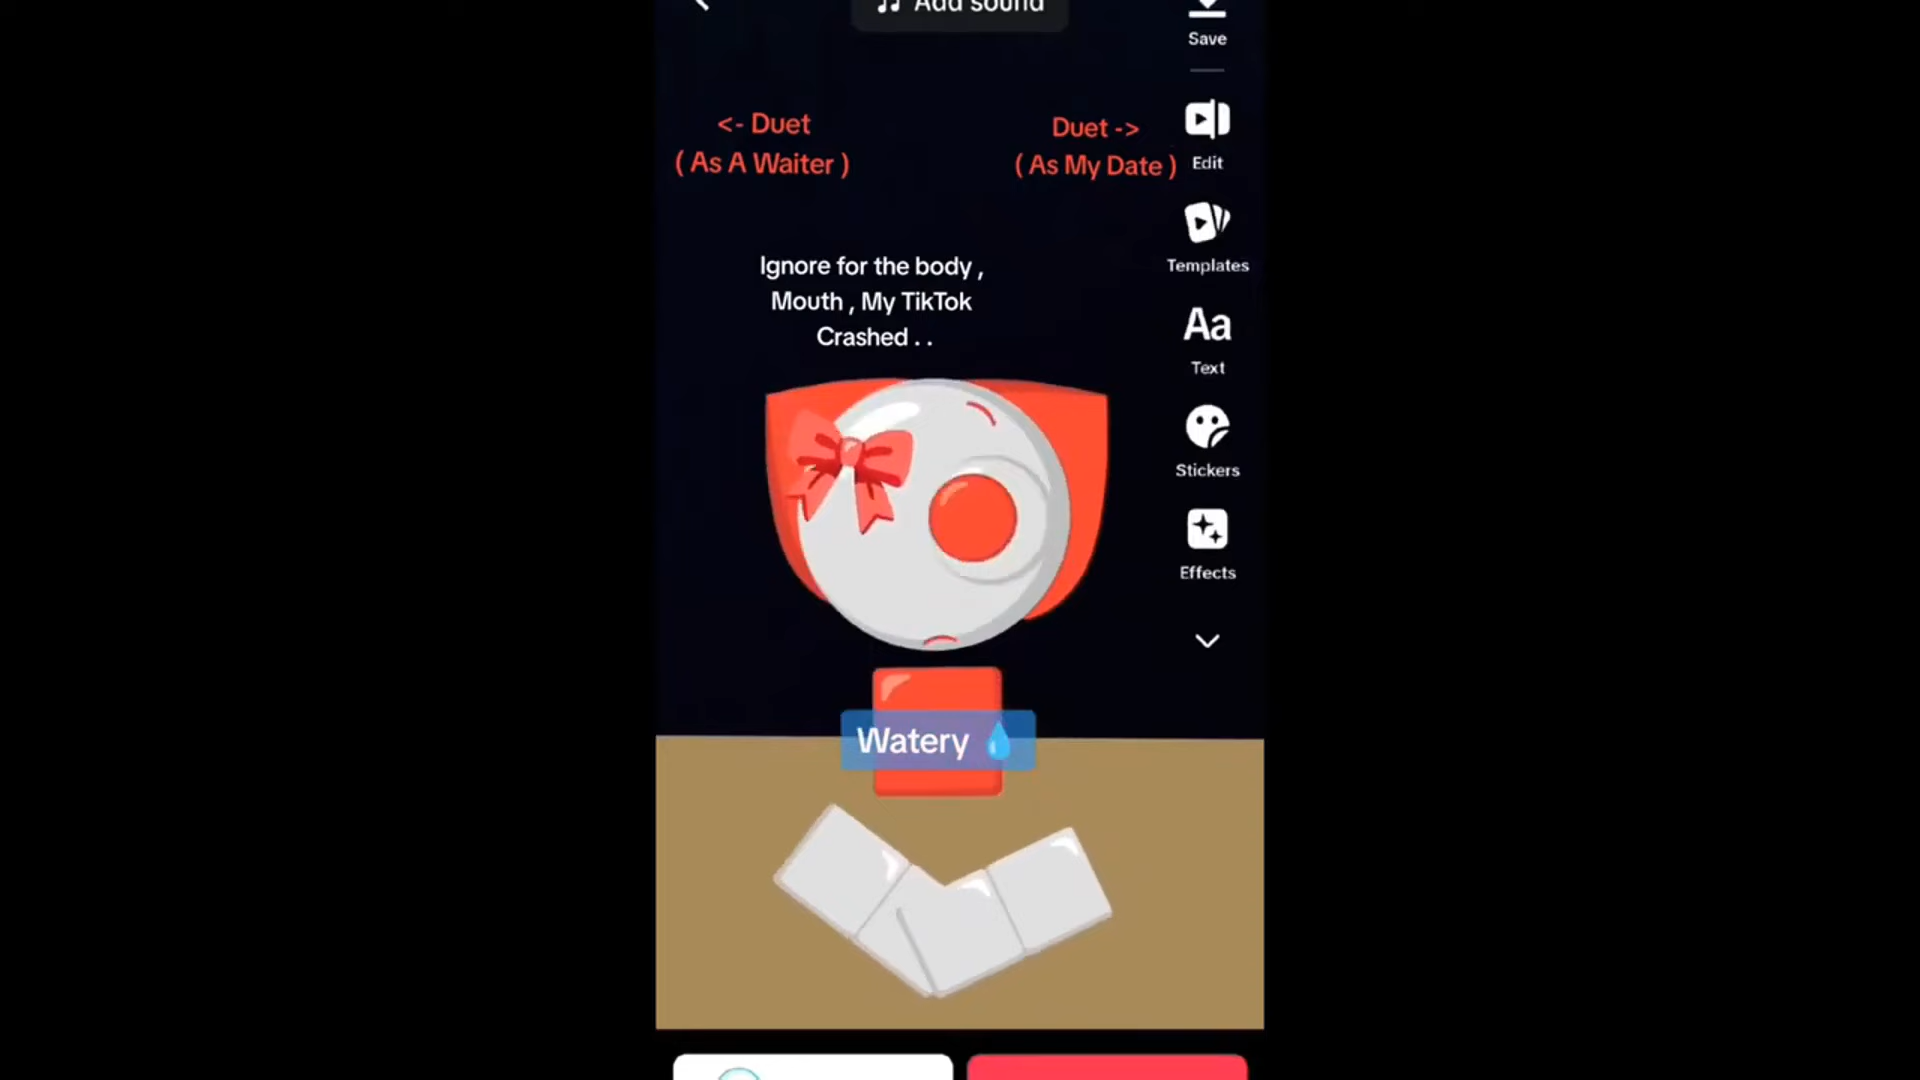 Add sound
Save
<- Duet
( As A Waiter )
Duet ->
( As My Date )
Edit
Templates
Ignore for the body ,
Mouth , My TikTok
Crashed . .
Aa
Text
Stickers
Effects
Watery 💧